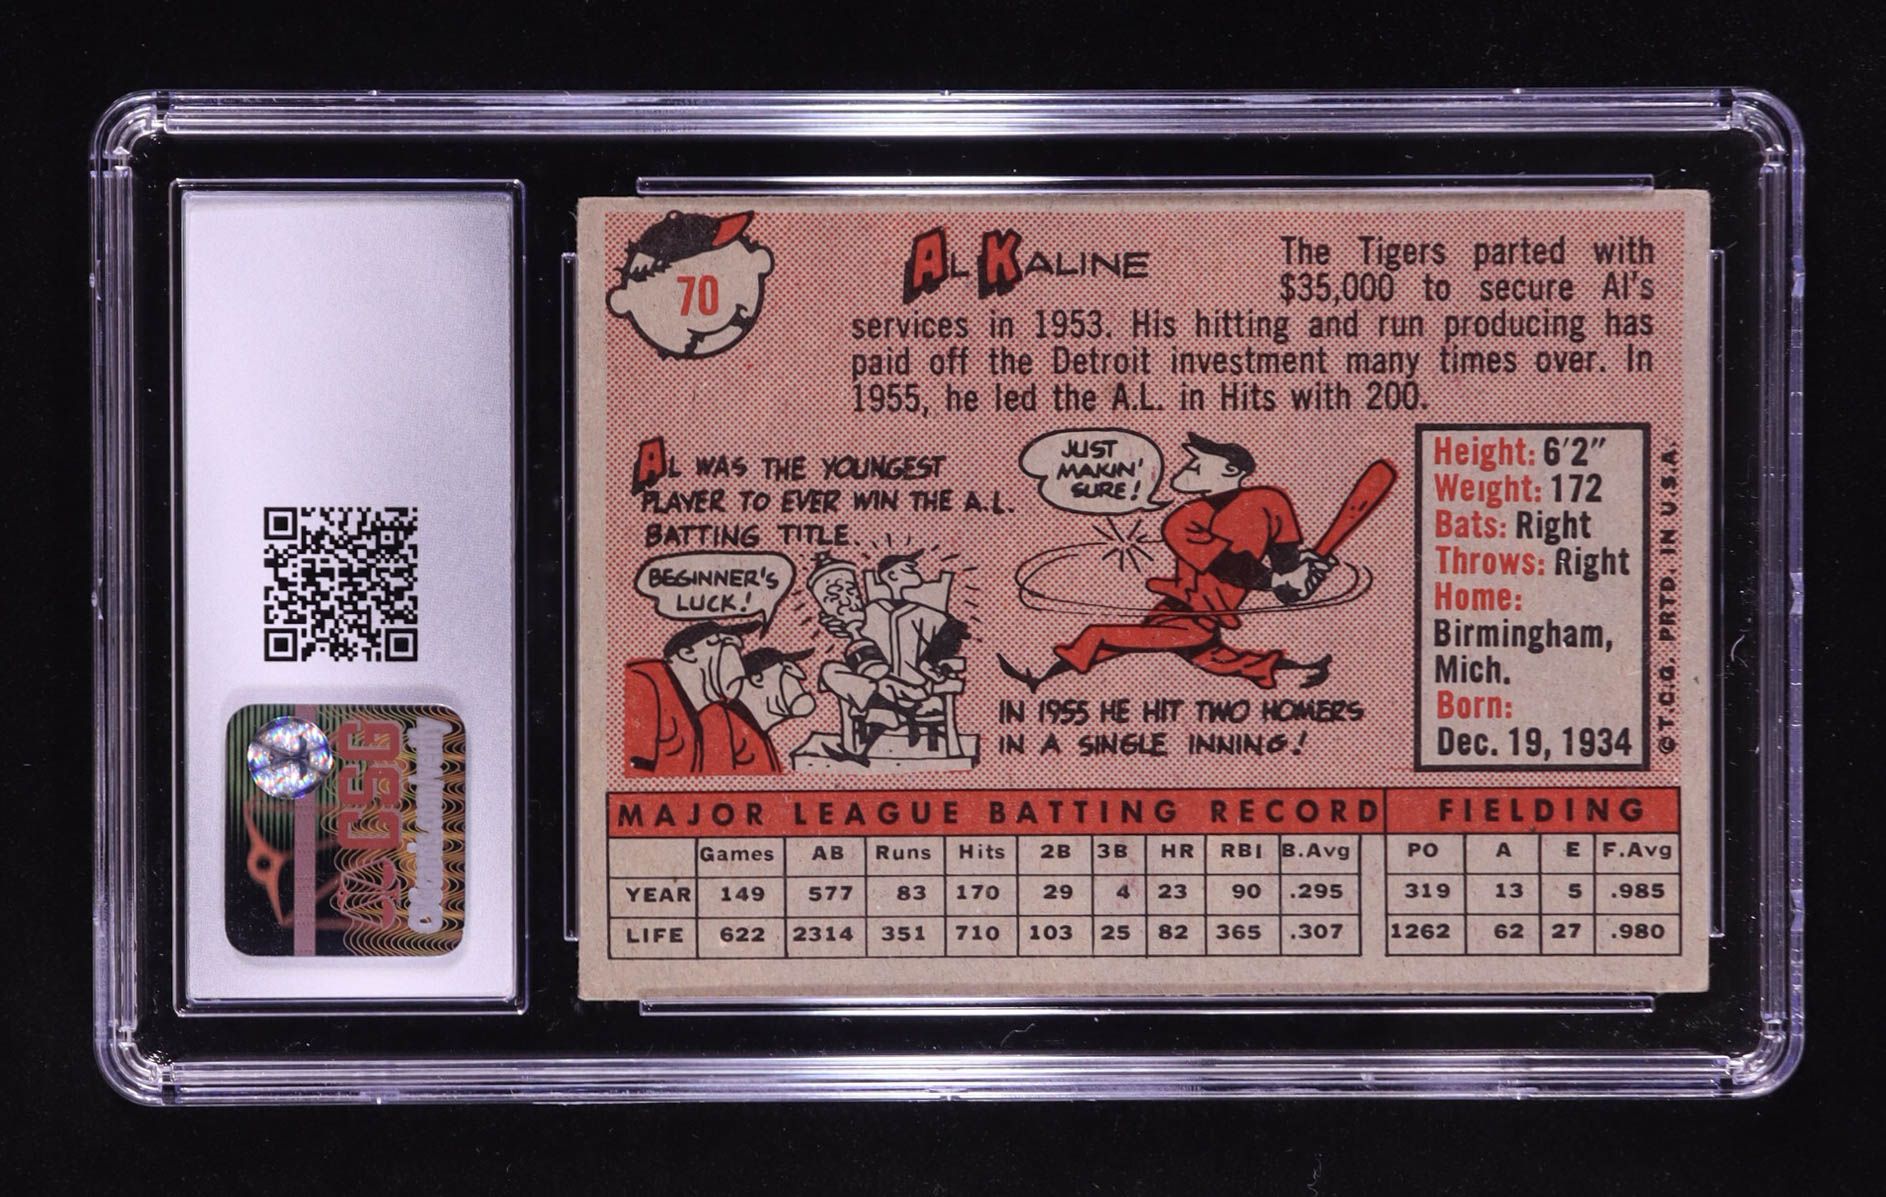 70
AL KALINE
The Tigers parted with
$35,000 to secure Al's
services in 1953. His hitting and run producing has
paid off the Detroit investment many times over. In
1955, he led the A.L. in Hits with 200.
AL WAS THE YOUNGEST
PLAYER TO EVER WIN THE A.L.
BATTING TITLE...
BEGINNER'S
LUCK!
JUST
MAKIN'
SURE!
IN 1955 HE HIT TWO HOMERS
IN A SINGLE INNING!
Height: 6'2"
Weight: 172
Bats: Right
Throws: Right
Home:
Birmingham,
Mich.
Born:
Dec. 19, 1934
© T.C.G. PRTD. IN U.S.A.
MAJOR LEAGUE BATTING RECORD FIELDING
Games AB Runs Hits 2B 3B HR RBI B.Avg PO A E F.Avg
YEAR 149 577 83 170 29 4 23 90 .295 319 13 5 .985
LIFE 622 2314 351 710 103 25 82 365 .307 1262 62 27 .980
CSG